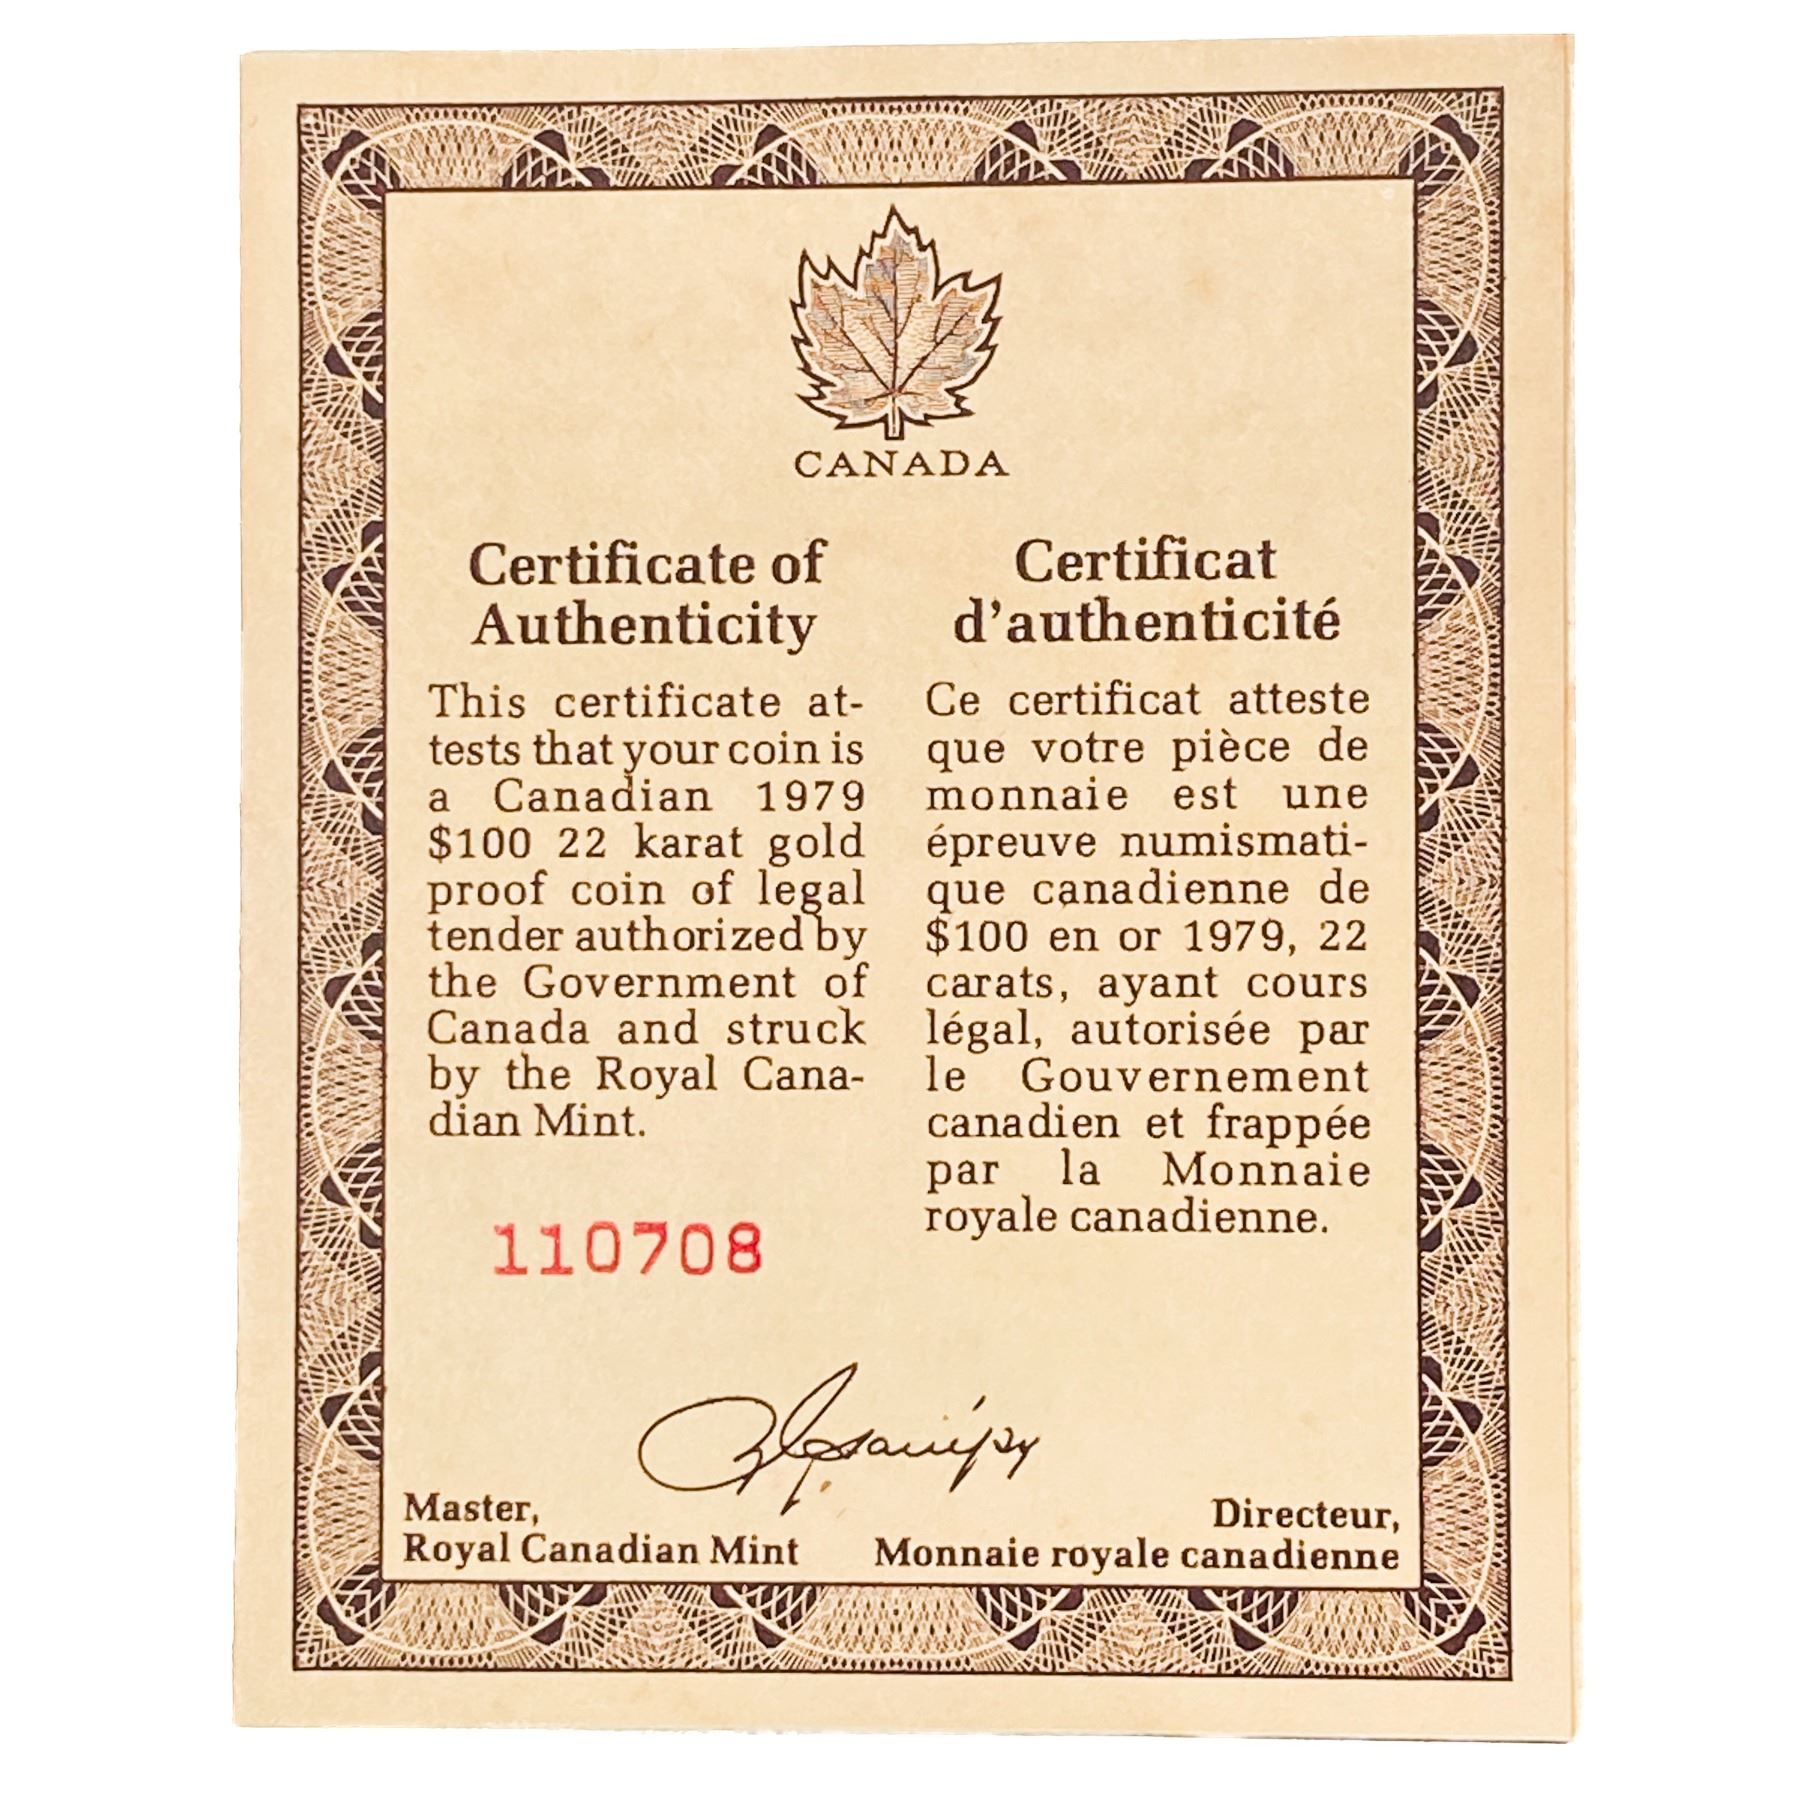 CANADA
Certificate of
Authenticity
This certificate at-
tests that your coin is
a Canadian 1979
$100 22 karat gold
proof coin of legal
tender authorized by
the Government of
Canada and struck
by the Royal Cana-
dian Mint.
110708
Certificat
d'authenticité
Ce certificat atteste
que votre pièce de
monnaie est une
épreuve numismati-
que canadienne de
$100 en or 1979, 22
carats, ayant cours
légal, autorisée par
le Gouvernement
canadien et frappée
par la Monnaie
royale canadienne.
Master,
Royal Canadian Mint
Directeur,
Monnaie royale canadienne